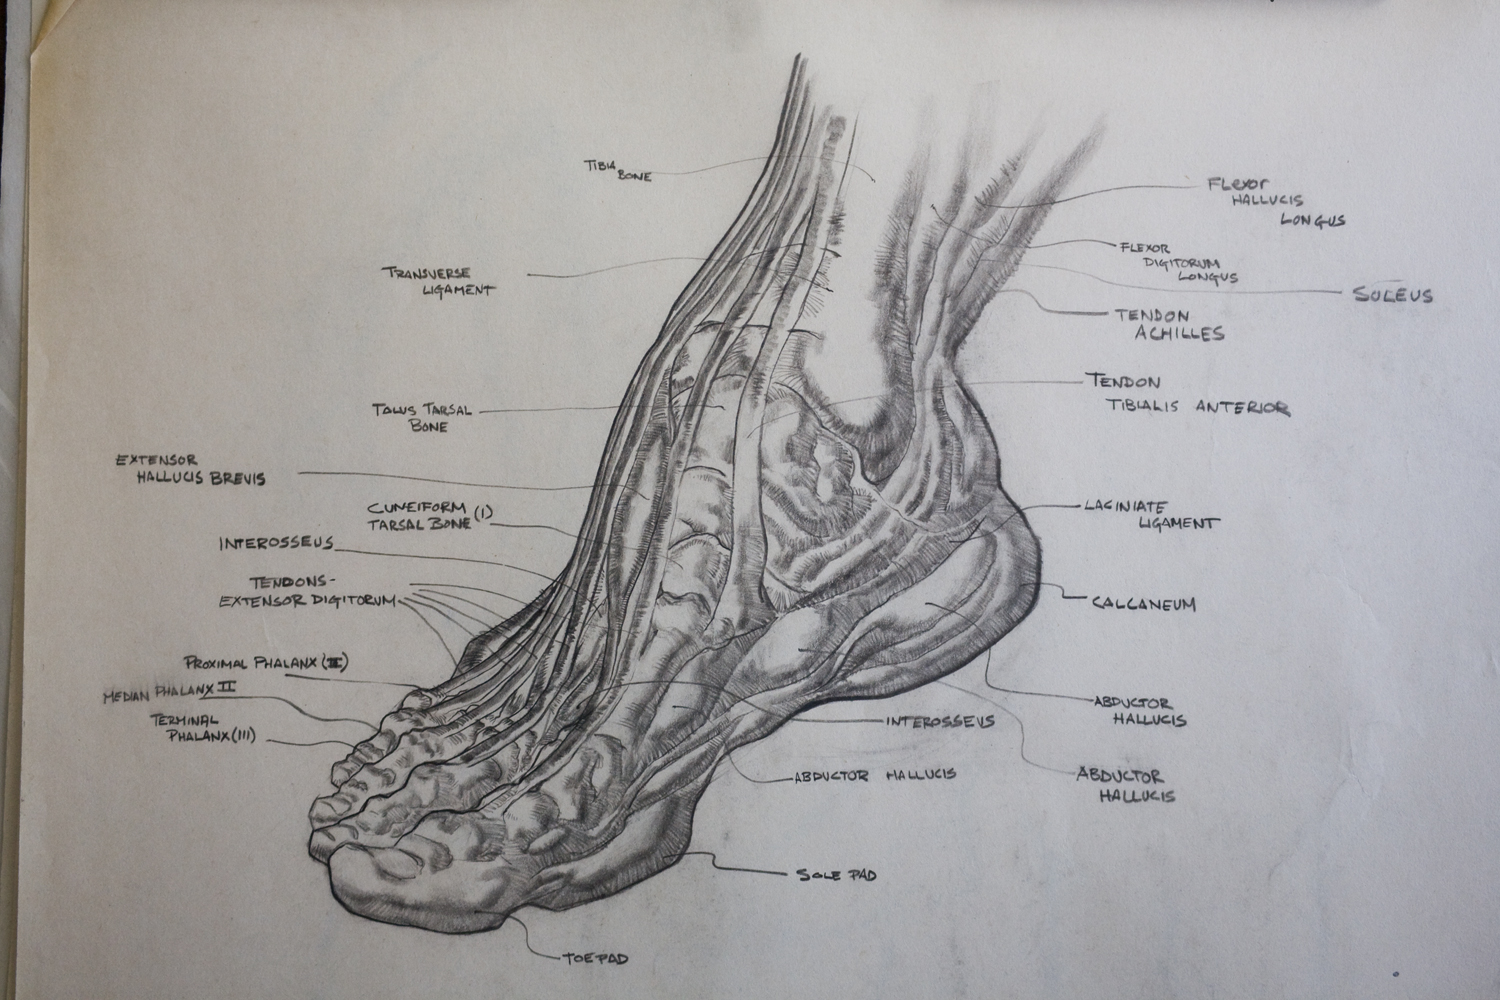 TIBIA
BONE
TRANSVERSE
LIGAMENT
TALUS TARSAL
BONE
EXTENSOR
HALLUCIS BREVIS
CUNEIFORM (I)
TARSAL BONE
INTEROSSEUS
TENDONS-
EXTENSOR DIGITORUM
PROXIMAL PHALANX (II)
MEDIAN PHALANX II
TERMINAL
PHALANX (III)
FLEXOR
HALLUCIS
LONGUS
FLEXOR
DIGITORUM
LONGUS
SOLEUS
TENDON
ACHILLES
TENDON
TIBIALIS ANTERIOR
LACINIATE
LIGAMENT
CALCANEUM
ABDUCTOR
HALLUCIS
INTEROSSEUS
ABDUCTOR HALLUCIS
ABDUCTOR
HALLUCIS
SOLE PAD
TOE PAD